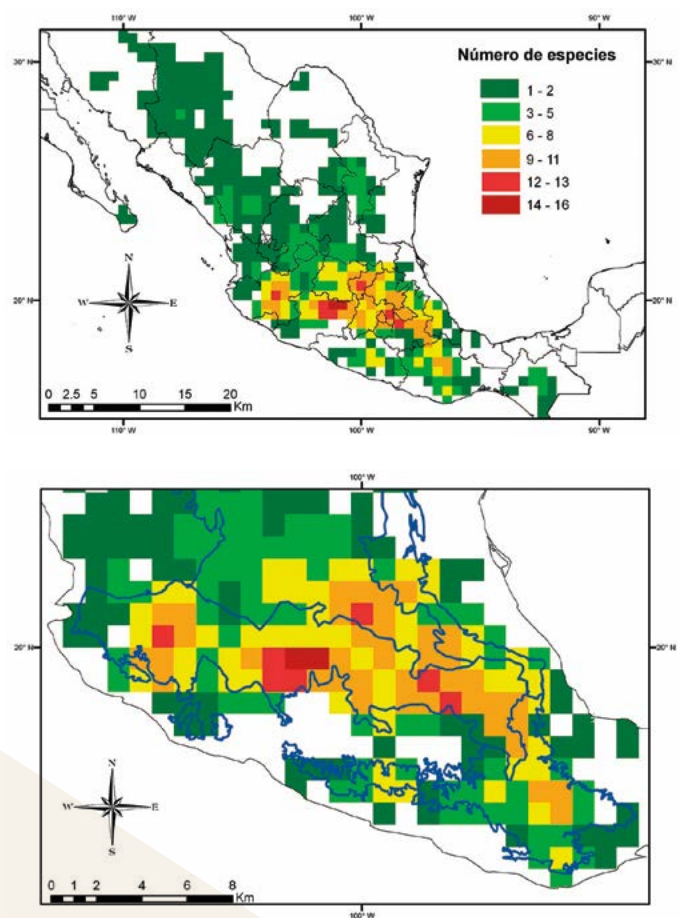 110° W 100° W 90° W
30° N 30° N
Número de especies
1 - 2
3 - 5
6 - 8
9 - 11
12 - 13
14 - 16
20° N 20° N
N
W E
S
0 2.5 5 10 15 20
Km
110° W 100° W 90° W
100° W
20° N 20° N
N
W E
S
0 1 2 4 6 8
Km
100° W